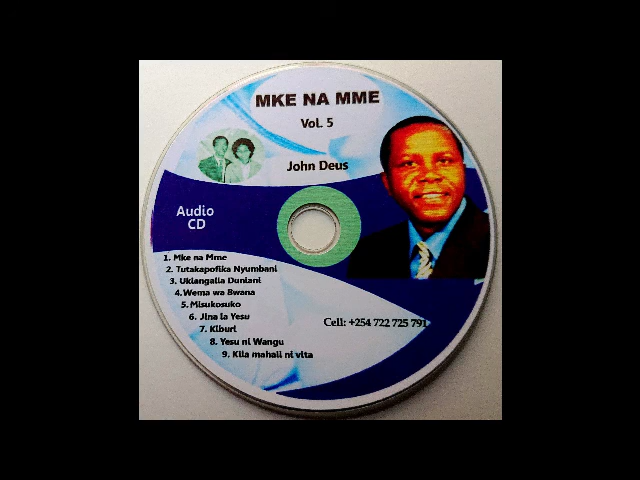 MKE NA MME
Vol. 5
John Deus
Audio
CD
1. Mke na Mme
2. Tutakapofika Nyumbani
3. Ukiangalia Duniani
4. Wema wa Bwana
5. Misukosuko
6. Jina la Yesu
7. Kiburi
8. Yesu ni Wangu
9. Kila mahali ni vita
Cell: +254 722 725 791